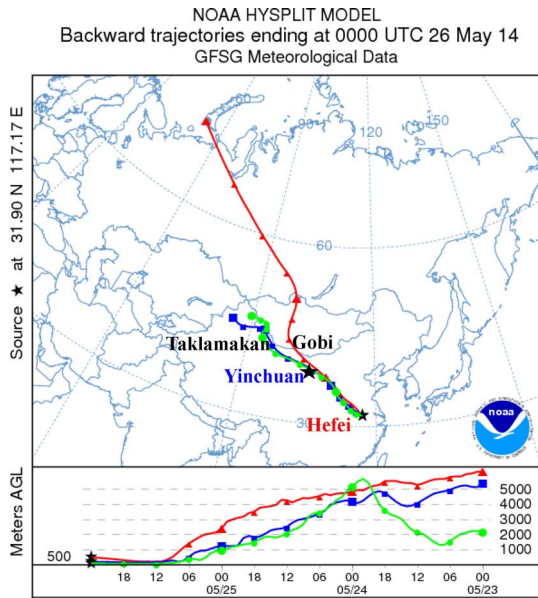 NOAA HYSPLIT MODEL
Backward trajectories ending at 0000 UTC 26 May 14
GFSG Meteorological Data
Source ★ at 31.90 N 117.17 E
60
90
120
150
60
30
Taklamakan
Gobi
Yinchuan
Hefei
noaa
Meters AGL
500
5000
4000
3000
2000
1000
18 12 06 00 18 12 06 00 18 12 06 00
05/25 05/24 05/23